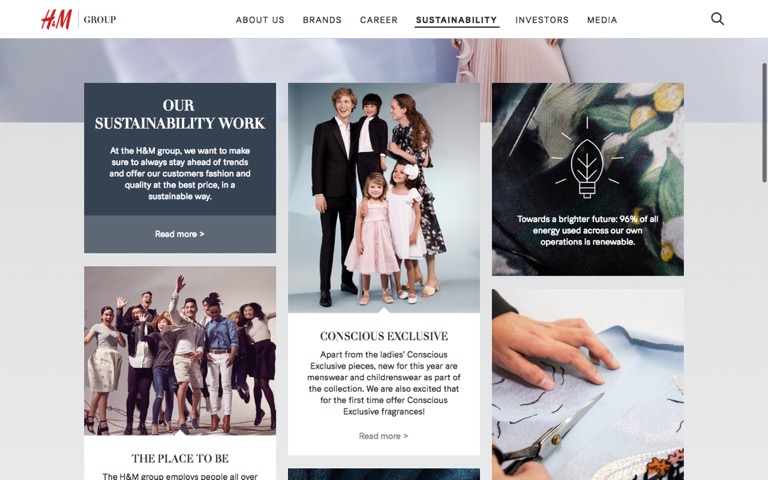 H&M GROUP
ABOUT US BRANDS CAREER SUSTAINABILITY INVESTORS MEDIA
OUR
SUSTAINABILITY WORK
At the H&M group, we want to make
sure to always stay ahead of trends
and offer our customers fashion and
quality at the best price, in a
sustainable way.
Read more >
THE PLACE TO BE
The H&M group employs people all over
CONSCIOUS EXCLUSIVE
Apart from the ladies' Conscious
Exclusive pieces, new for this year are
menswear and childrenswear as part of
the collection. We are also excited that
for the first time offer Conscious
Exclusive fragrances!
Read more >
Towards a brighter future: 96% of all
energy used across our own
operations is renewable.